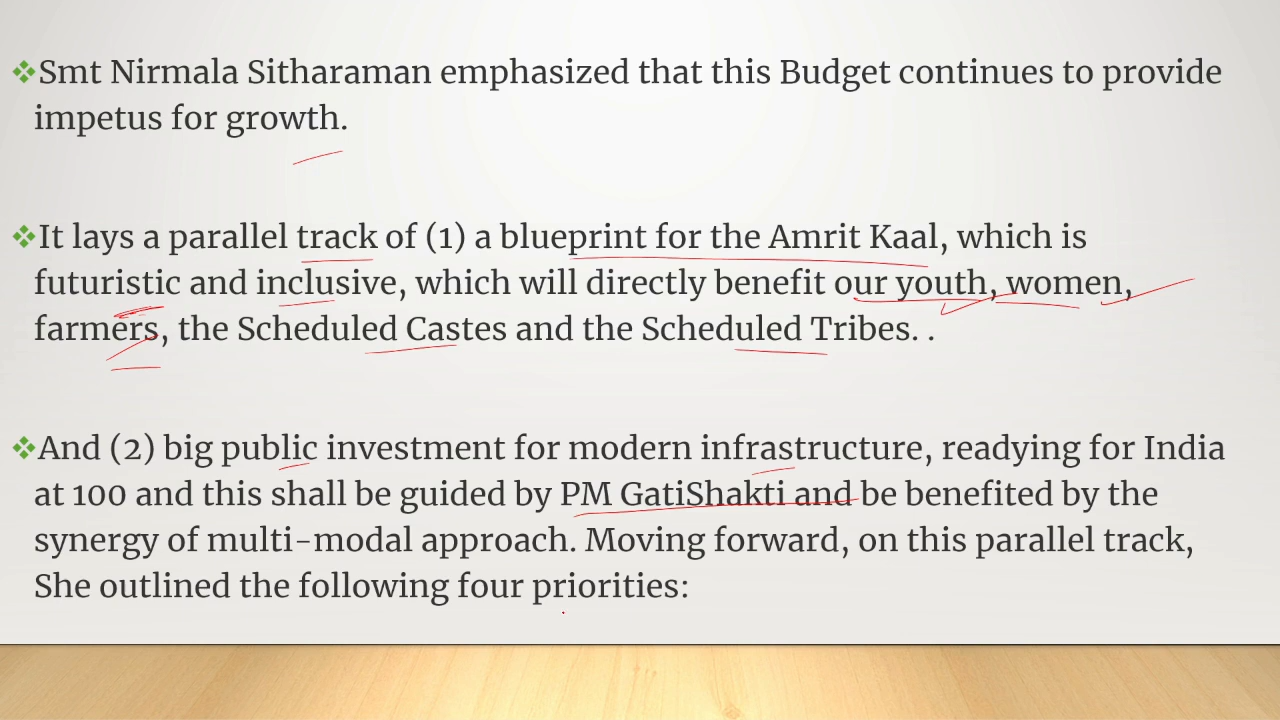 ❖Smt Nirmala Sitharaman emphasized that this Budget continues to provide
impetus for growth.
❖It lays a parallel track of (1) a blueprint for the Amrit Kaal, which is
futuristic and inclusive, which will directly benefit our youth, women,
farmers, the Scheduled Castes and the Scheduled Tribes. .
❖And (2) big public investment for modern infrastructure, readying for India
at 100 and this shall be guided by PM GatiShakti and be benefited by the
synergy of multi-modal approach. Moving forward, on this parallel track,
She outlined the following four priorities: